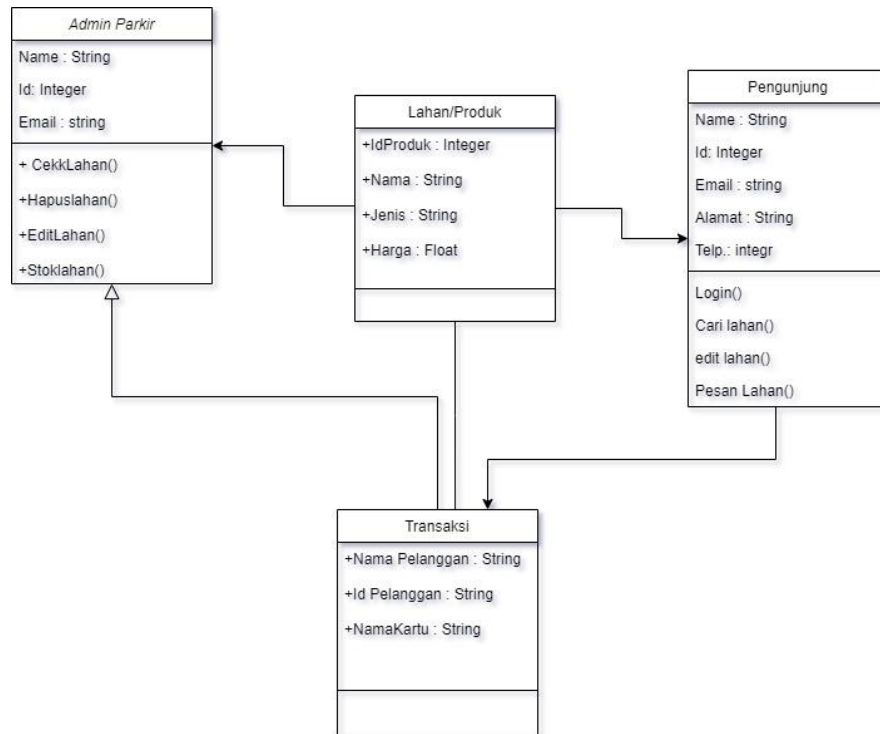 Admin Parkir
Name : String
Id: Integer
Email : string
+ CekkLahan()
+Hapuslahan()
+EditLahan()
+Stoklahan()
Lahan/Produk
+IdProduk : Integer
+Nama : String
+Jenis : String
+Harga : Float
Pengunjung
Name : String
Id: Integer
Email : string
Alamat : String
Telp.: integr
Login()
Cari lahan()
edit lahan()
Pesan Lahan()
Transaksi
+Nama Pelanggan : String
+Id Pelanggan : String
+NamaKartu : String